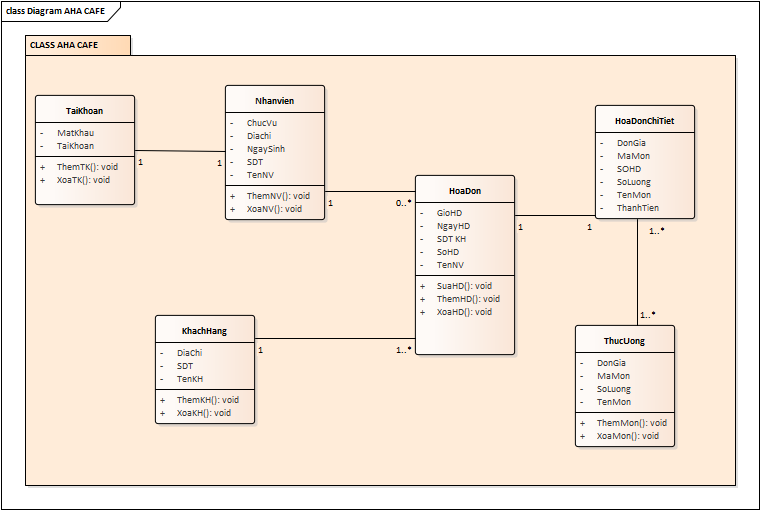 class Diagram AHA CAFE
CLASS AHA CAFE
TaiKhoan
- MatKhau
- TaiKhoan
+ ThemTK(): void
+ XoaTK(): void
1
1
Nhanvien
- ChucVu
- Diachi
- NgaySinh
- SDT
- TenNV
+ ThemNV(): void
+ XoaNV(): void
1
0..*
HoaDon
- GioHD
- NgayHD
- SDT KH
- SoHD
- TenNV
+ SuaHD(): void
+ ThemHD(): void
+ XoaHD(): void
1
1
HoaDonChiTiet
- DonGia
- MaMon
- SOHD
- SoLuong
- TenMon
- ThanhTien
1..*
1..*
KhachHang
- DiaChi
- SDT
- TenKH
+ ThemKH(): void
+ XoaKH(): void
1
1..*
ThucUong
- DonGia
- MaMon
- SoLuong
- TenMon
+ ThemMon(): void
+ XoaMon(): void